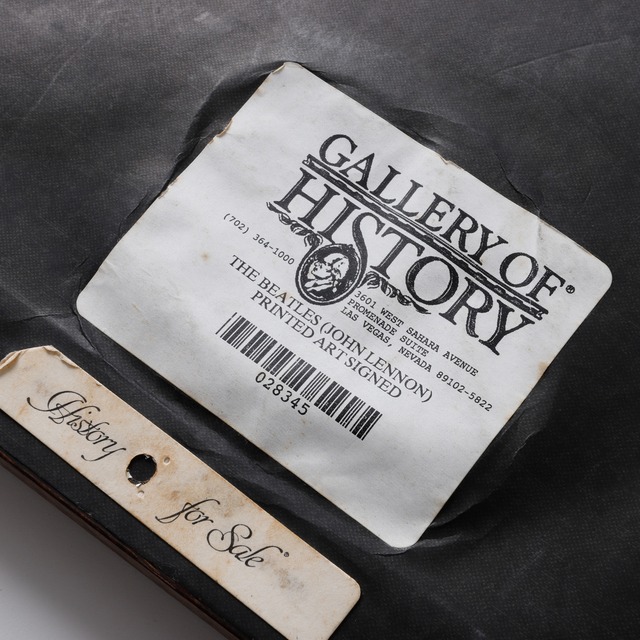 GALLERY OF®
HISTORY
(702) 364-1000
3601 WEST SAHARA AVENUE
PROMENADE SUITE
LAS VEGAS, NEVADA 89102-5822
THE BEATLES (JOHN LENNON)
PRINTED ART SIGNED
028345
History for Sale